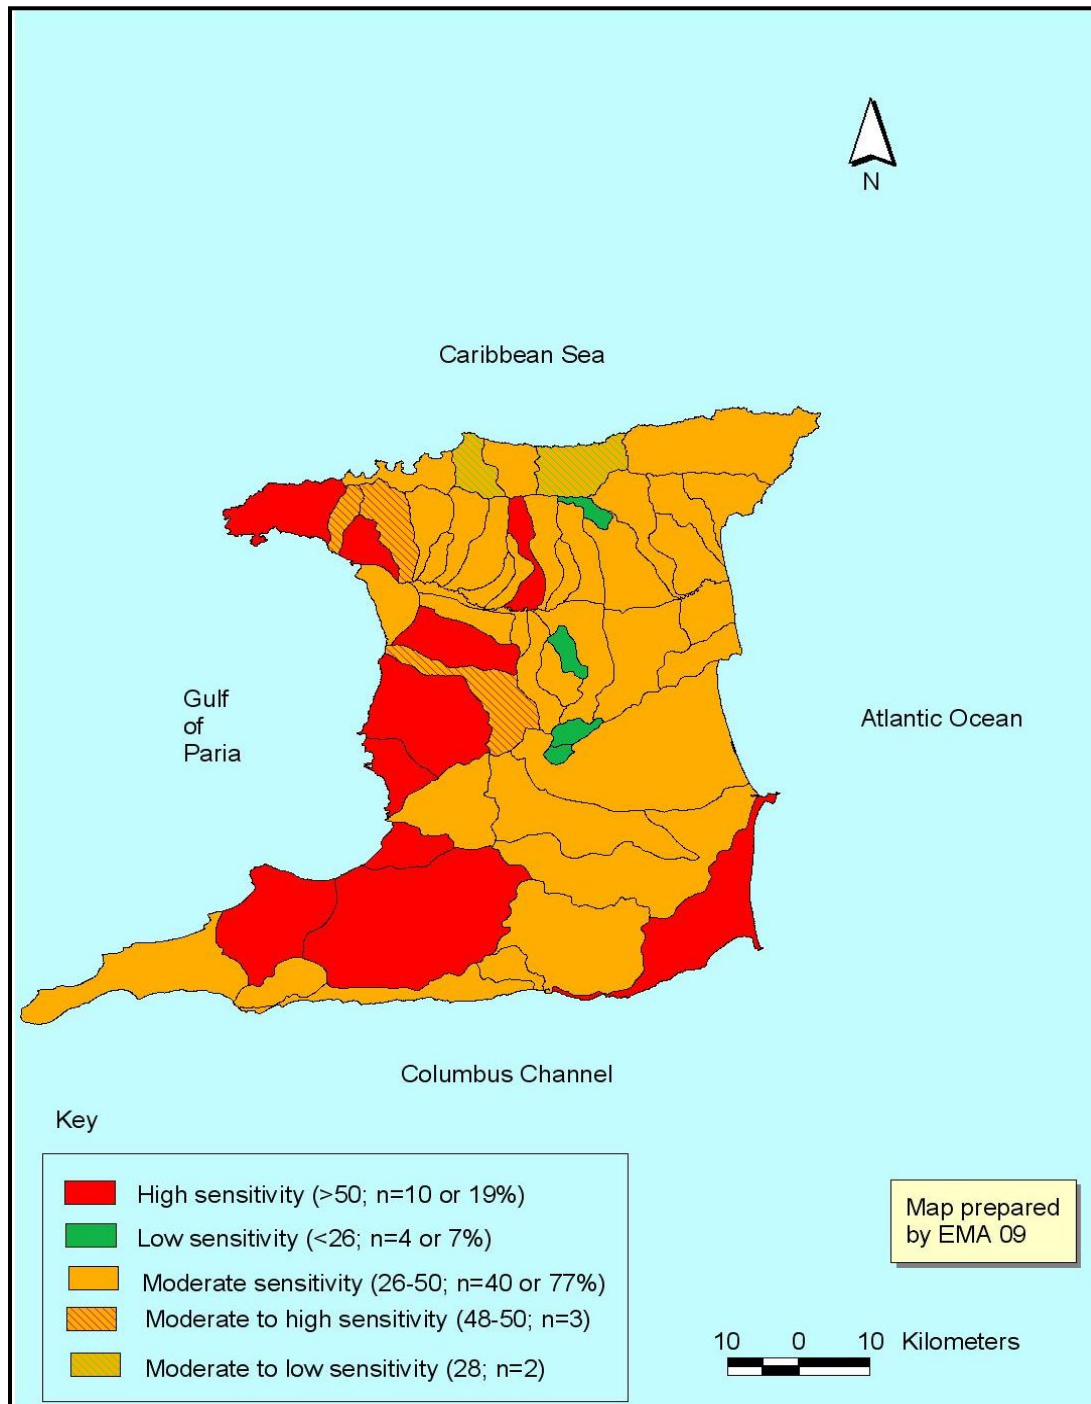 N
Caribbean Sea
Gulf
of
Paria
Atlantic Ocean
Columbus Channel
Key
High sensitivity (>50; n=10 or 19%)
Low sensitivity (<26; n=4 or 7%)
Moderate sensitivity (26-50; n=40 or 77%)
Moderate to high sensitivity (48-50; n=3)
Moderate to low sensitivity (28; n=2)
Map prepared
by EMA 09
10 0 10 Kilometers